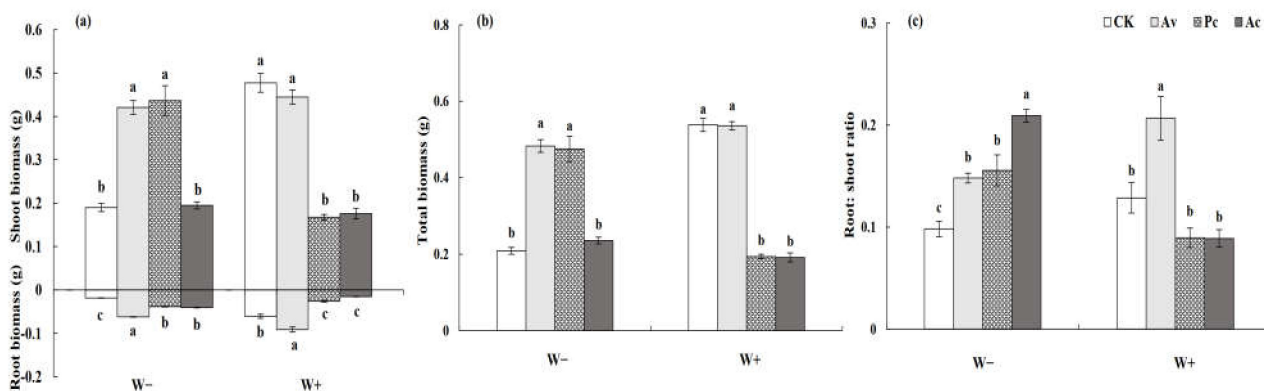 (a)
0.6
0.5
0.4
0.3
0.2
0.1
0
-0.1
-0.2
Shoot biomass (g)
Root biomass (g)
b
a
a
b
a
a
b
b
c
a
b
b
b
a
c
c
W−
W+
(b)
0.8
0.6
0.4
0.2
0
Total biomass (g)
b
a
a
b
a
a
b
b
W−
W+
(c)
CK
Av
Pc
Ac
0.3
0.2
0.1
0
Root: shoot ratio
c
b
b
a
b
a
b
b
W−
W+